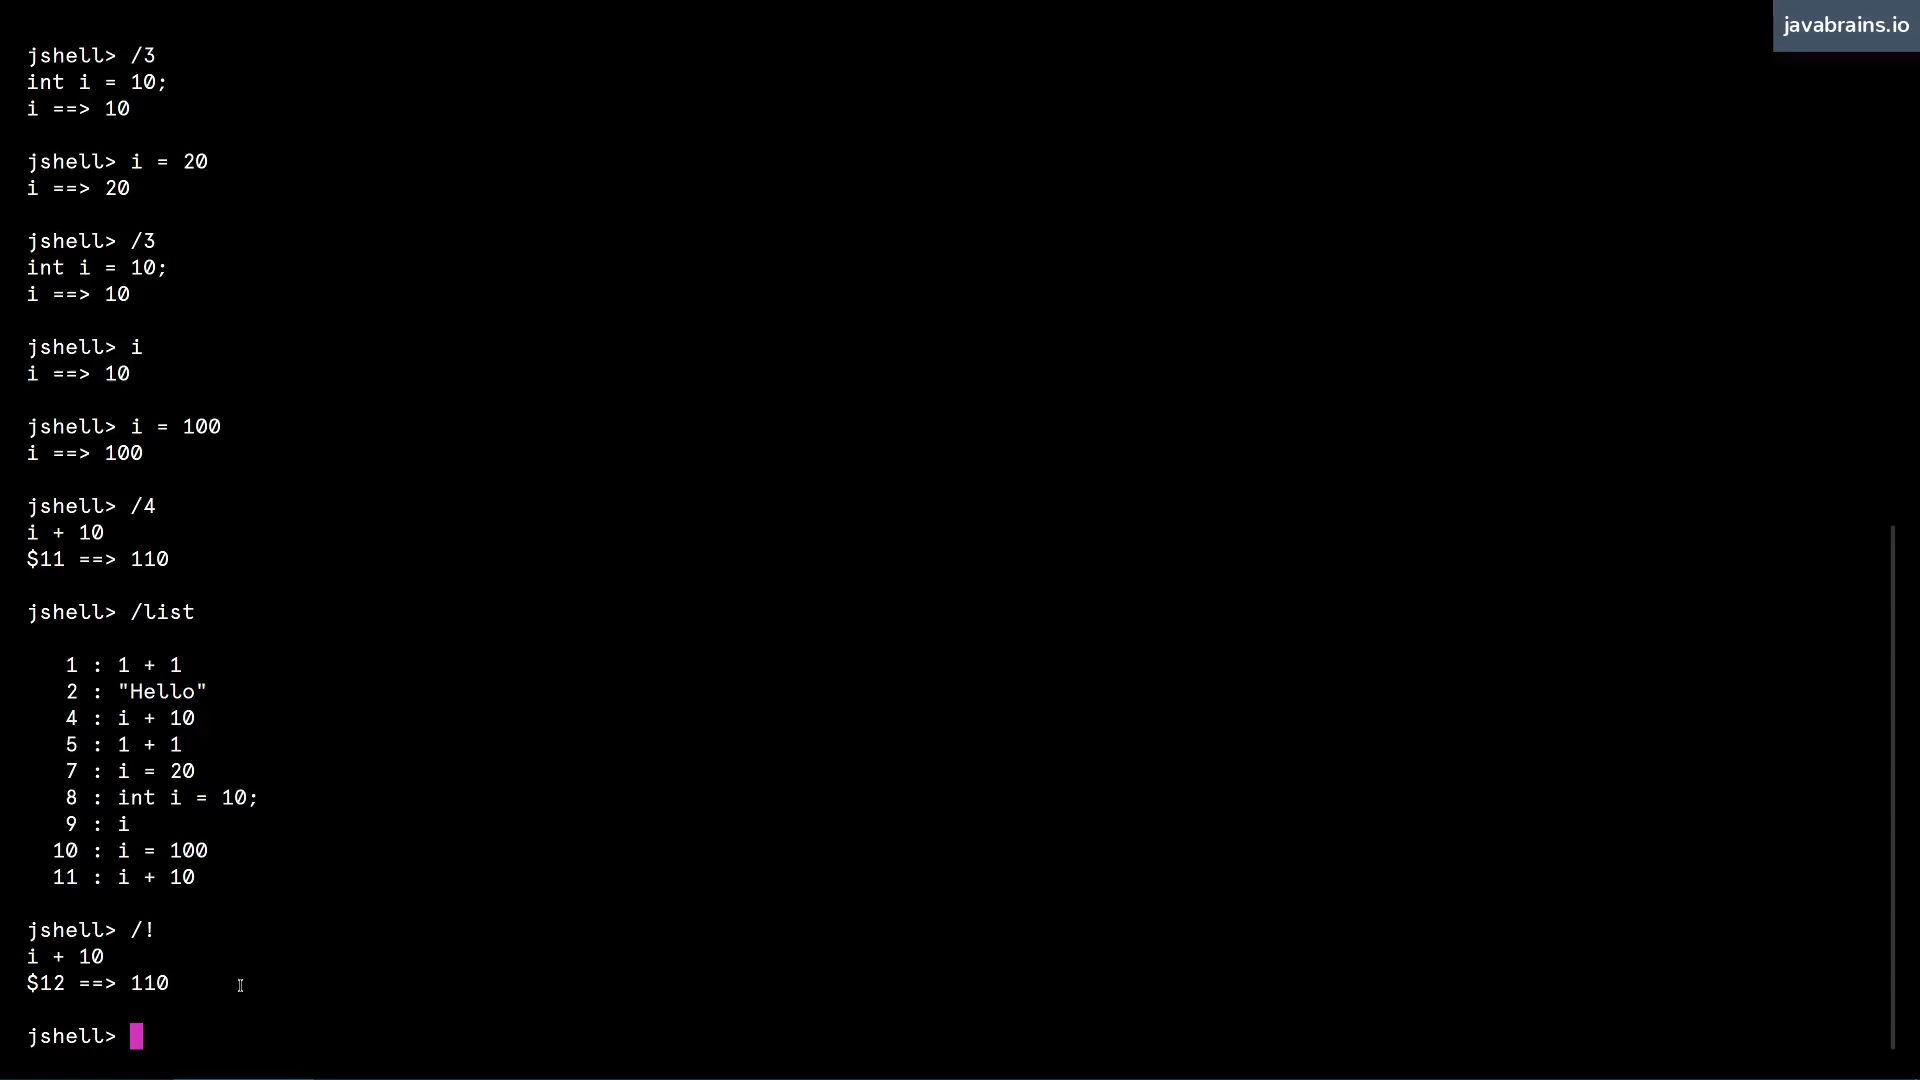 javabrains.io
jshell> /3
int i = 10;
i ==> 10
jshell> i = 20
i ==> 20
jshell> /3
int i = 10;
i ==> 10
jshell> i
i ==> 10
jshell> i = 100
i ==> 100
jshell> /4
i + 10
$11 ==> 110
jshell> /list
1 : 1 + 1
2 : "Hello"
4 : i + 10
5 : 1 + 1
7 : i = 20
8 : int i = 10;
9 : i
10 : i = 100
11 : i + 10
jshell> /!
i + 10
$12 ==> 110
jshell>